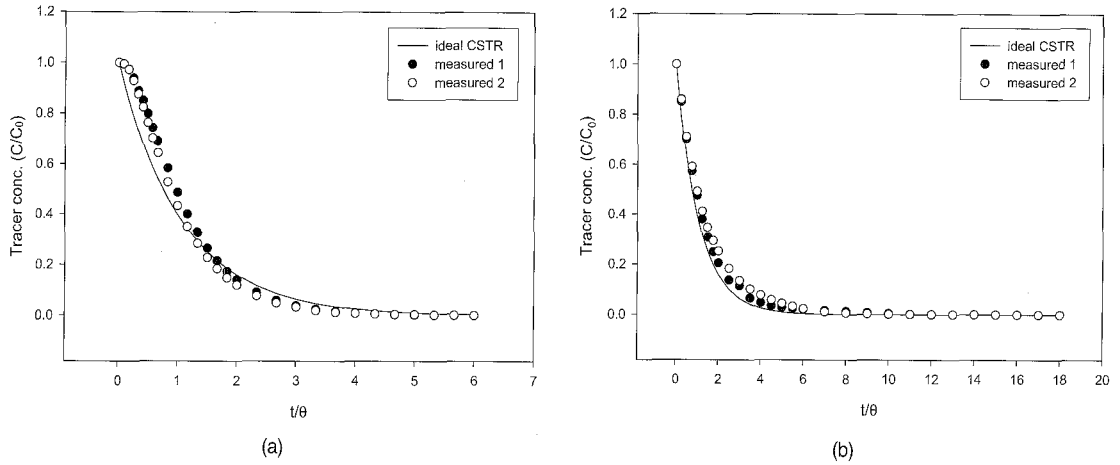 1.2
1.0
0.8
0.6
0.4
0.2
0.0
Tracer conc. (C/C0)
ideal CSTR
measured 1
measured 2
0 1 2 3 4 5 6 7
t/θ
(a)
1.2
1.0
0.8
0.6
0.4
0.2
0.0
Tracer conc. (C/C0)
ideal CSTR
measured 1
measured 2
0 2 4 6 8 10 12 14 16 18 20
t/θ
(b)